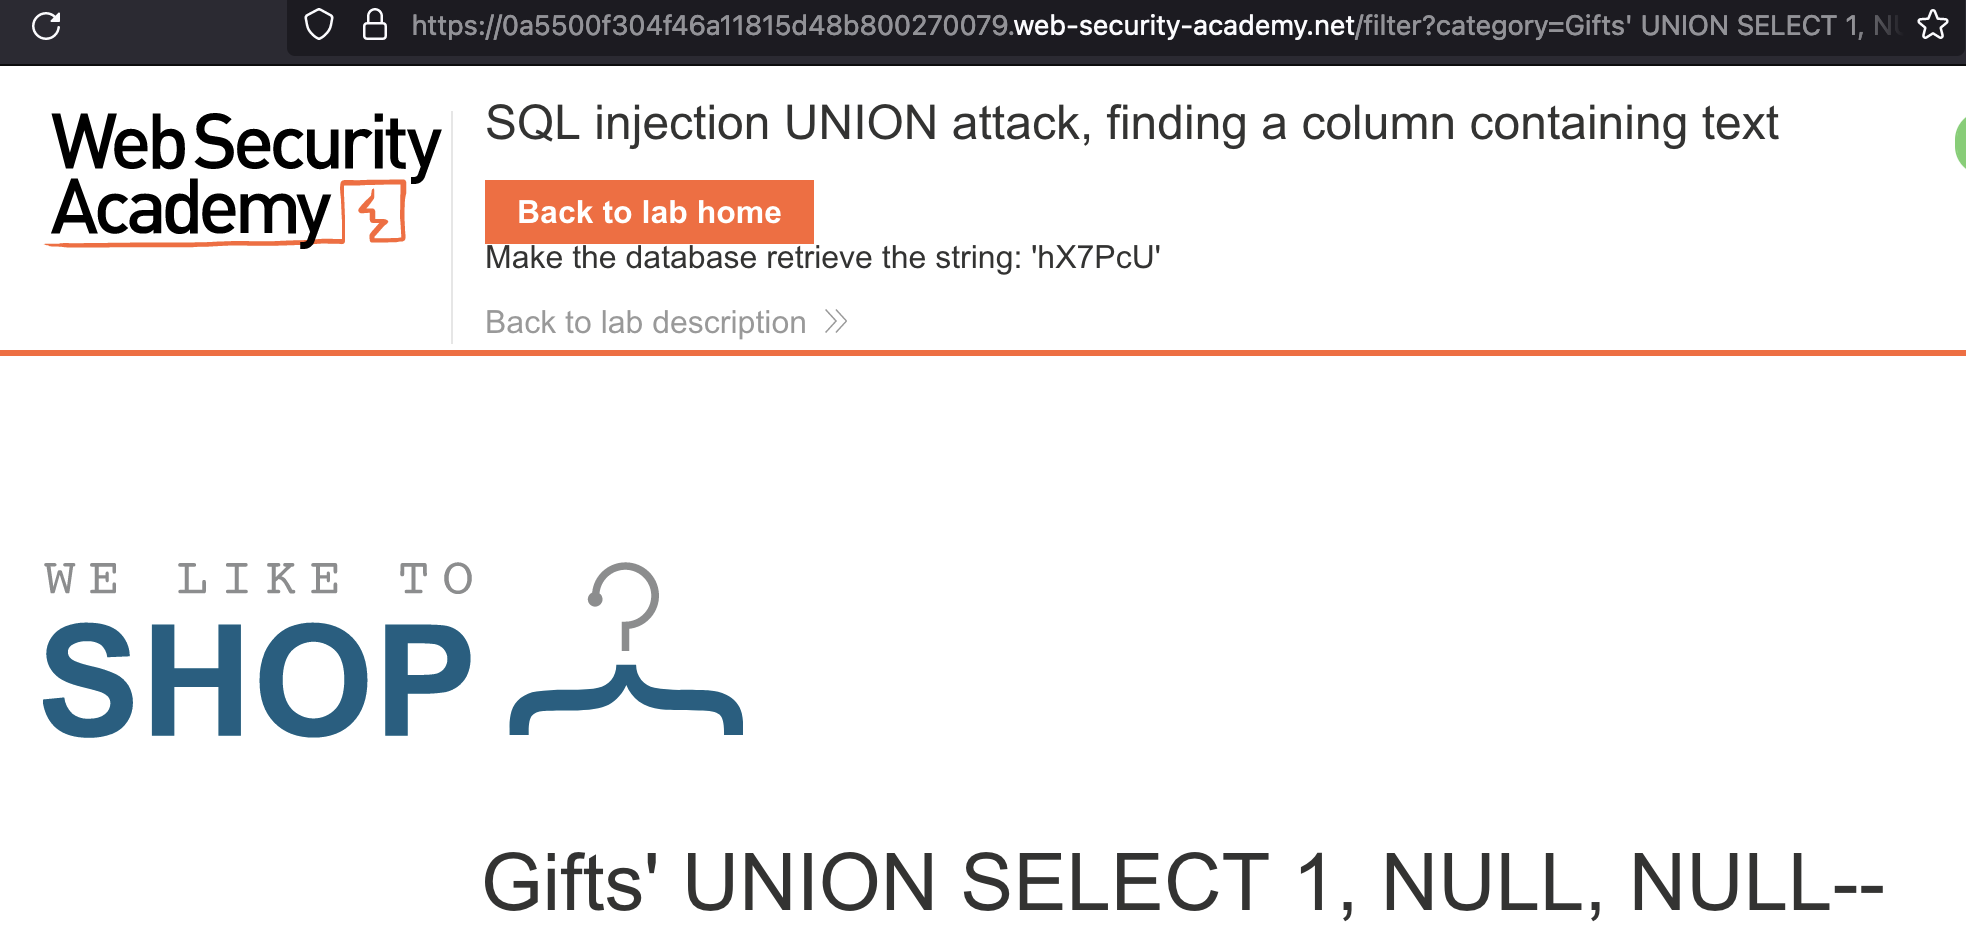 https://0a5500f304f46a11815d48b800270079.web-security-academy.net/filter?category=Gifts' UNION SELECT 1, NU
Web Security
Academy
SQL injection UNION attack, finding a column containing text
Back to lab home
Make the database retrieve the string: 'hX7PcU'
Back to lab description
WE LIKE TO
SHOP
Gifts' UNION SELECT 1, NULL, NULL--